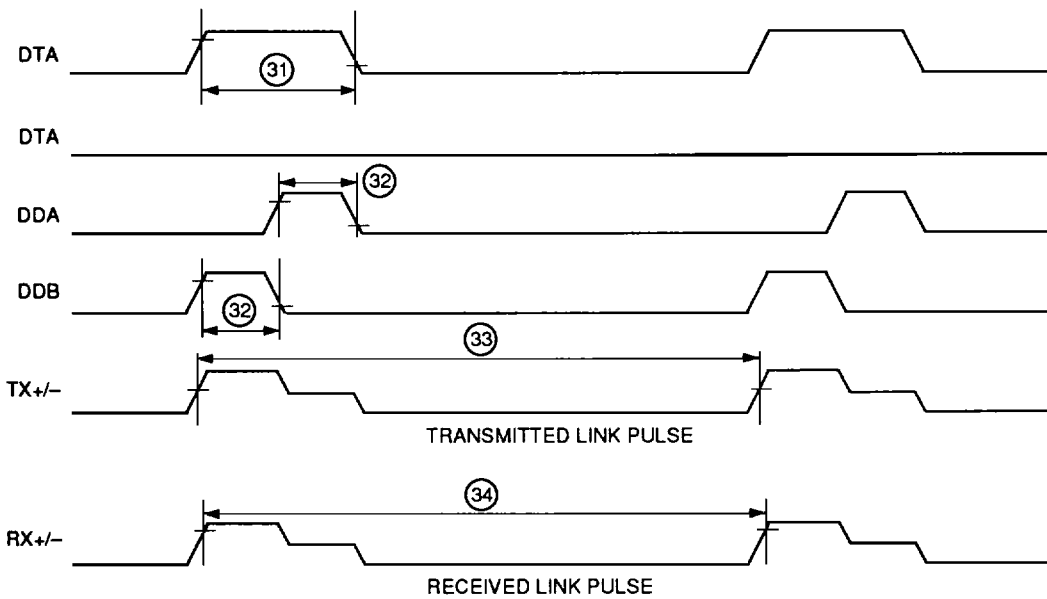 DTA
31
DTA
32
DDA
DDB
32
33
TX+/–
TRANSMITTED LINK PULSE
34
RX+/–
RECEIVED LINK PULSE